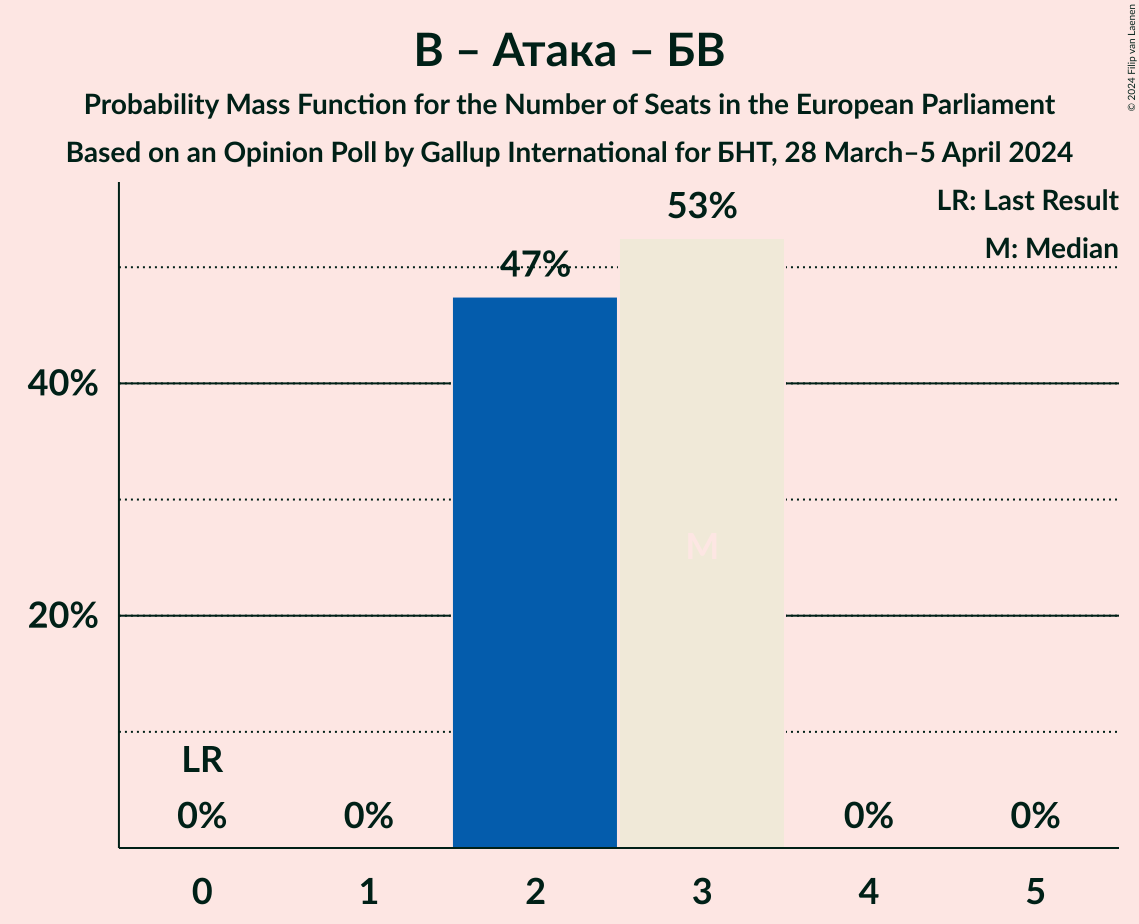 В – Атака – БВ
Probability Mass Function for the Number of Seats in the European Parliament
Based on an Opinion Poll by Gallup International for БНТ, 28 March–5 April 2024
© 2024 Filip van Laenen
LR: Last Result
M: Median
53%
47%
40%
M
20%
LR
0% 0% 0% 0%
0 1 2 3 4 5